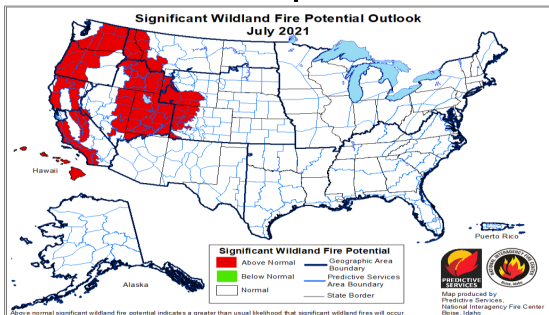 Significant Wildland Fire Potential Outlook
July 2021
Hawaii
Alaska
Puerto Rico
Significant Wildland Fire Potential
Above Normal
Below Normal
Normal
Geographic Area
Boundary
Predictive Services
Area Boundary
State Border
PREDICTIVE
SERVICES
Map produced by
Predictive Services,
National Interagency Fire Center
Boise, Idaho
Above normal significant wildland fire potential indicates a greater than usual likelihood that significant wildland fires will occur.